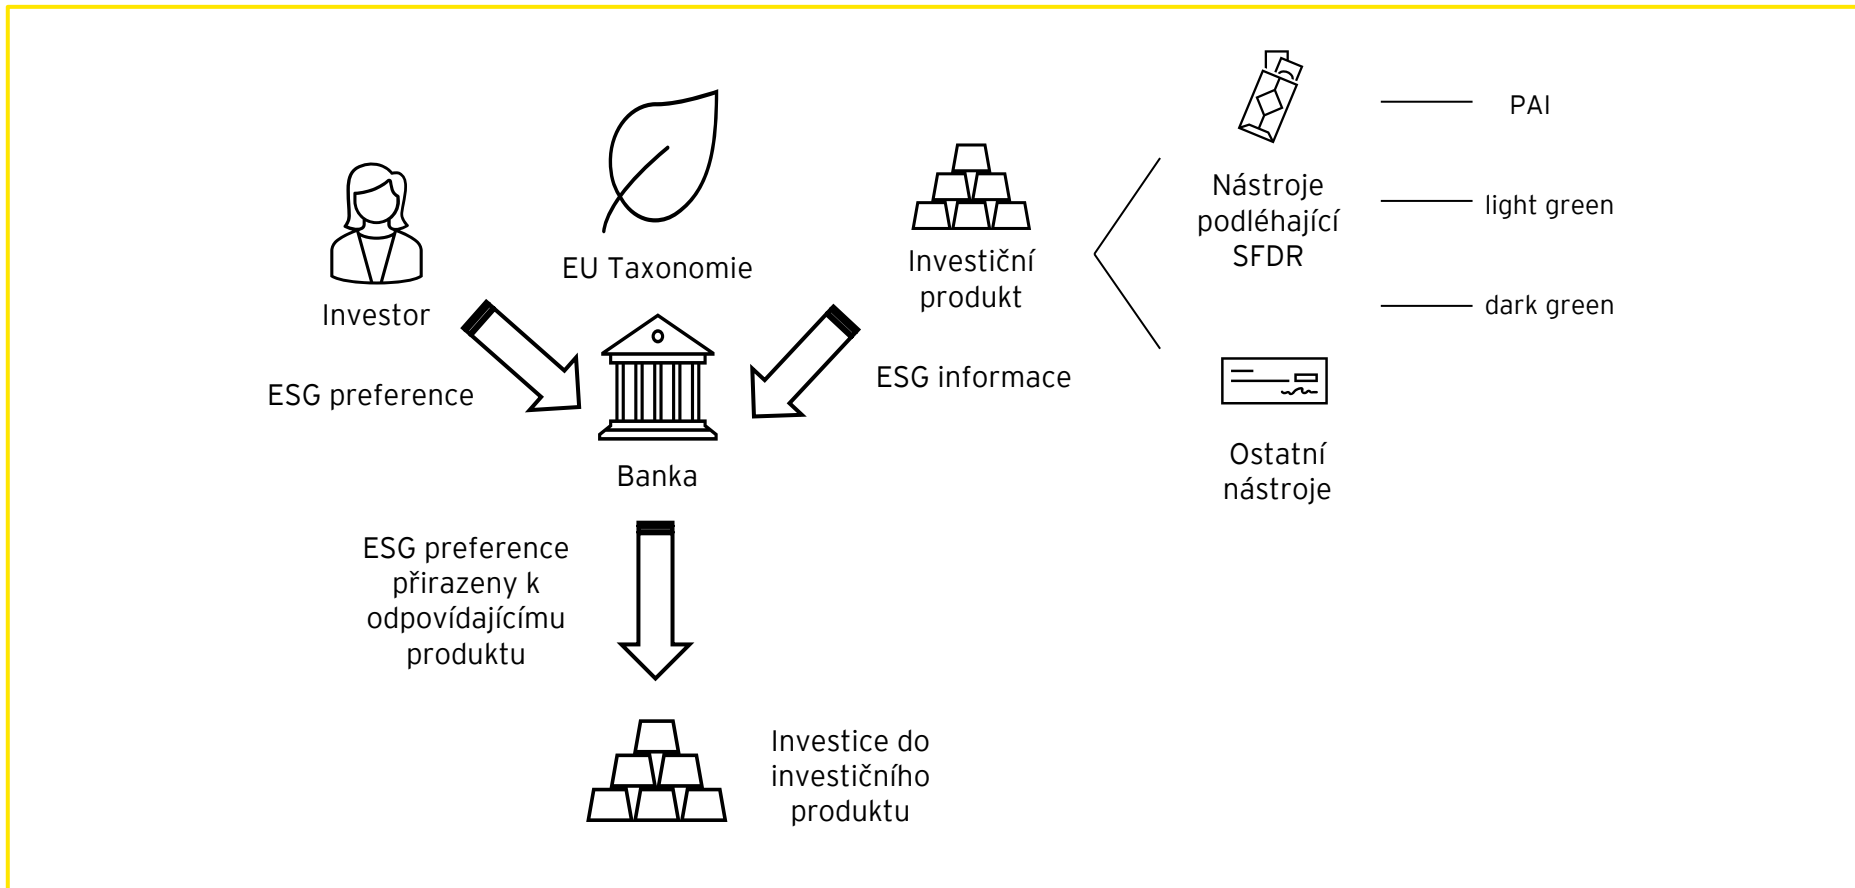 Investor
EU Taxonomie
Investiční
produkt
Nástroje
podléhající
SFDR
PAI
light green
dark green
ESG preference
ESG informace
Banka
Ostatní
nástroje
ESG preference
přirazeny k
odpovídajícímu
produktu
Investice do
investičního
produktu